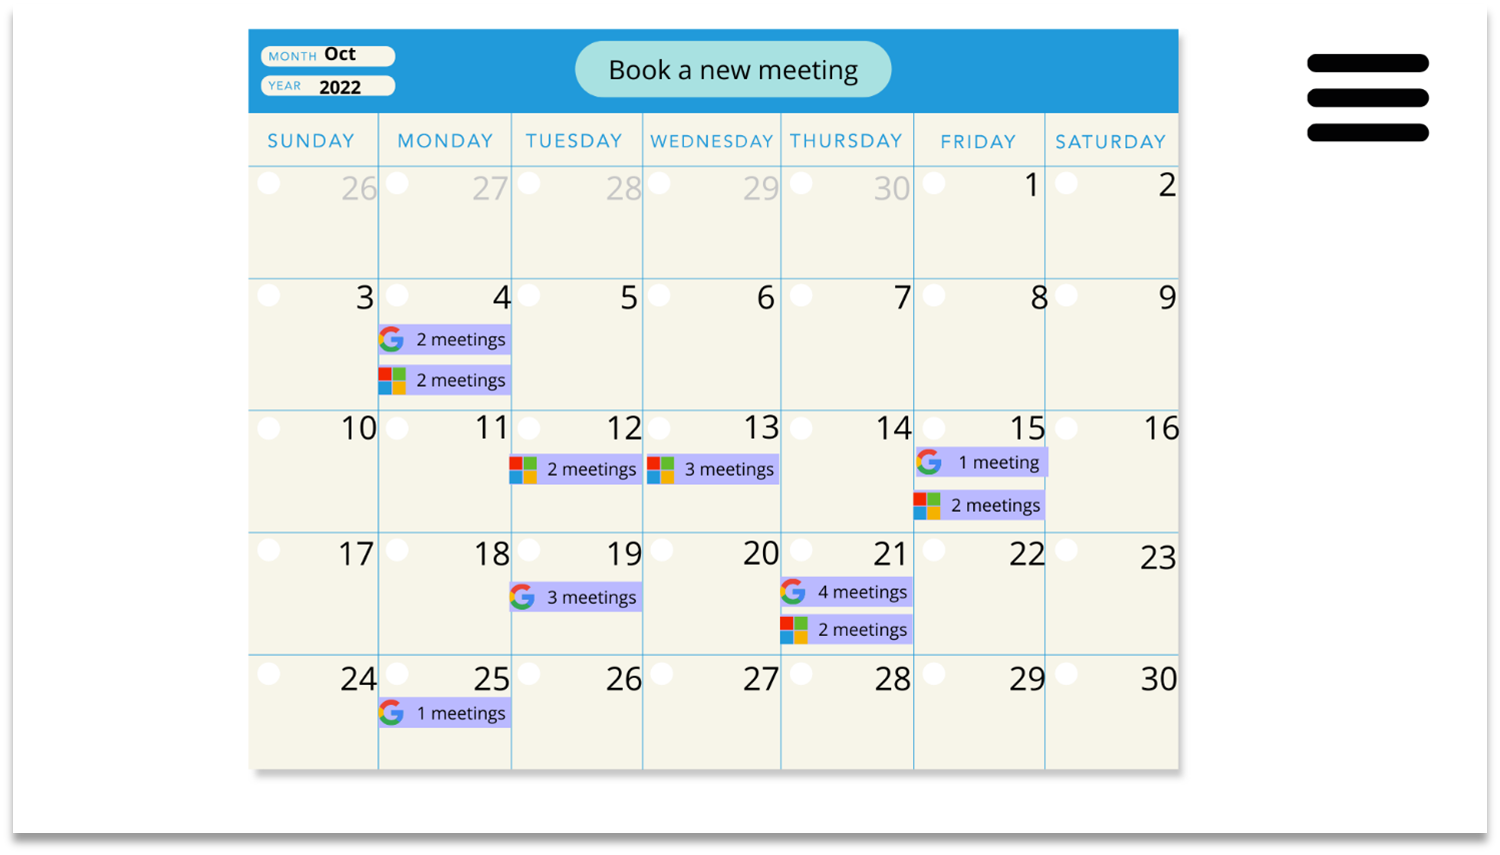 MONTH Oct
YEAR 2022
Book a new meeting
SUNDAY MONDAY TUESDAY WEDNESDAY THURSDAY FRIDAY SATURDAY
26 27 28 29 30 1 2
3 4 5 6 7 8 9
2 meetings
2 meetings
10 11 12 13 14 15 16
2 meetings 3 meetings 1 meeting
2 meetings
17 18 19 20 21 22 23
3 meetings 4 meetings
2 meetings
24 25 26 27 28 29 30
1 meetings